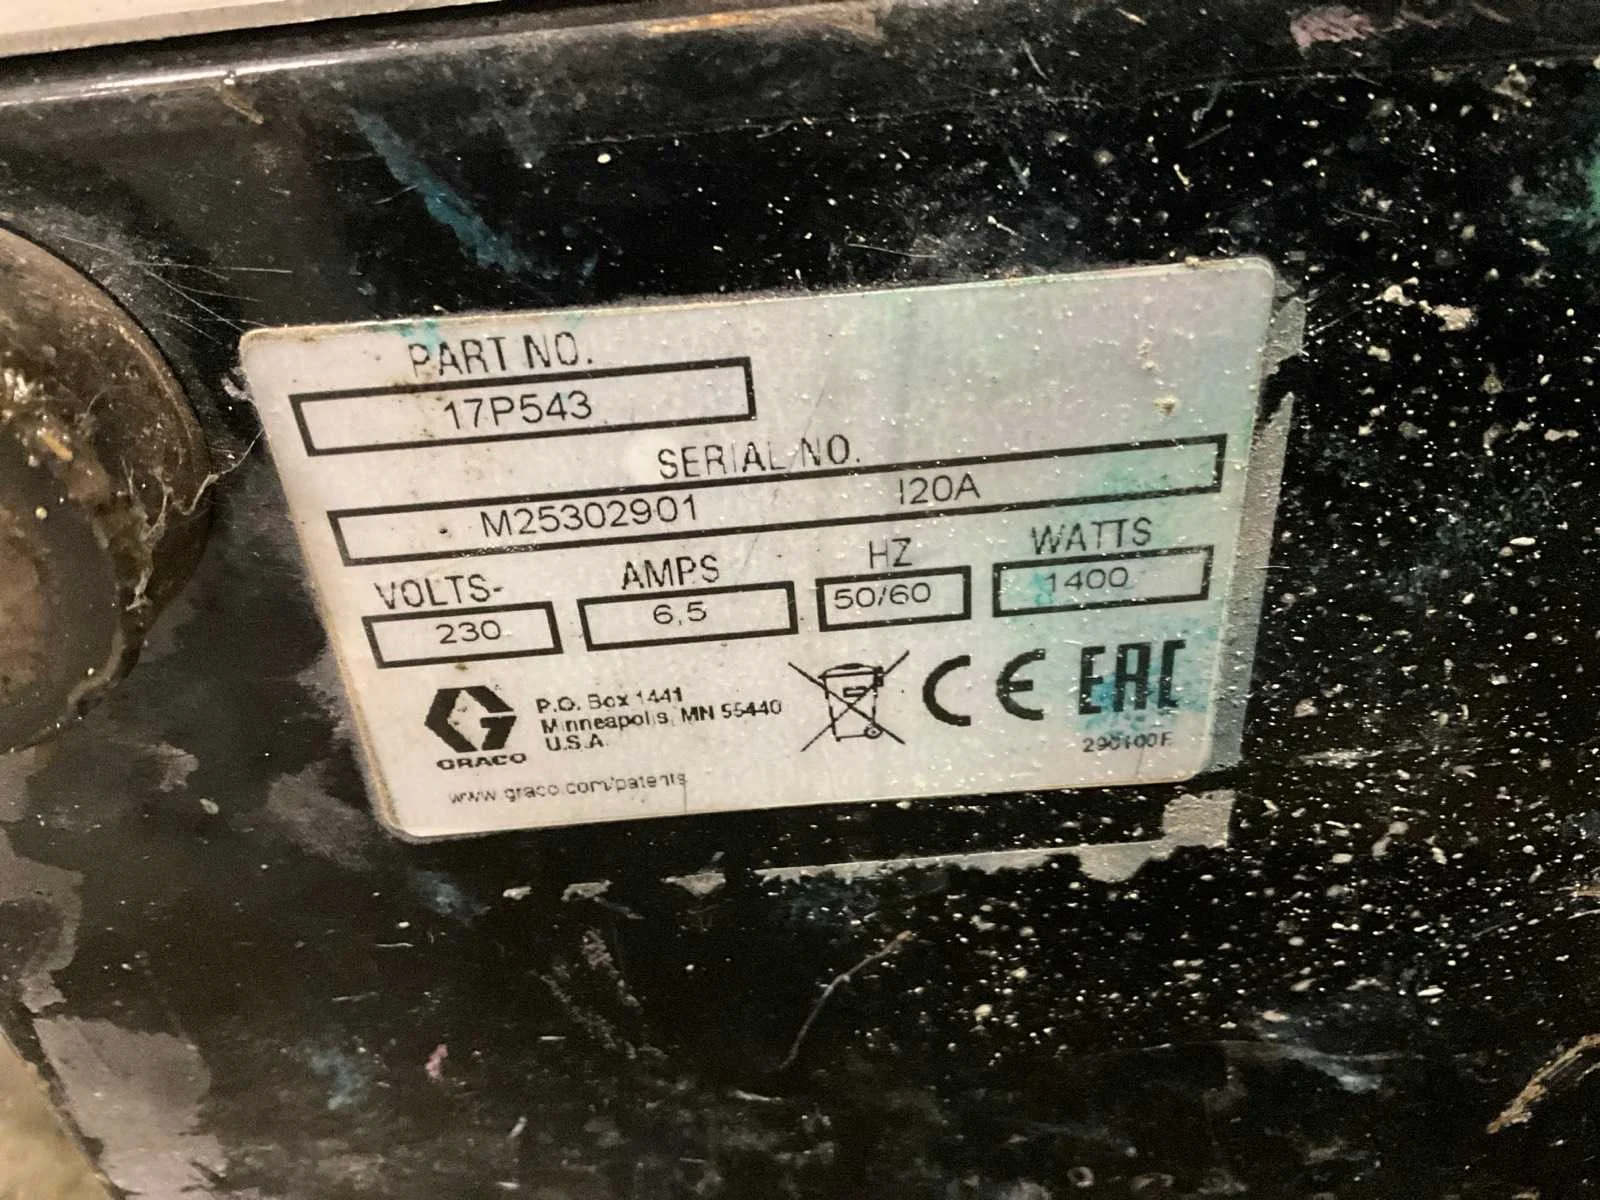 PART NO.
17P543
SERIAL NO.
M25302901 I20A
VOLTS- AMPS HZ WATTS
230 6.5 50/60 1400
P.O. Box 1441
Minneapolis, MN 55440
U.S.A.
GRACO
CE EAC
www.graco.com/patents